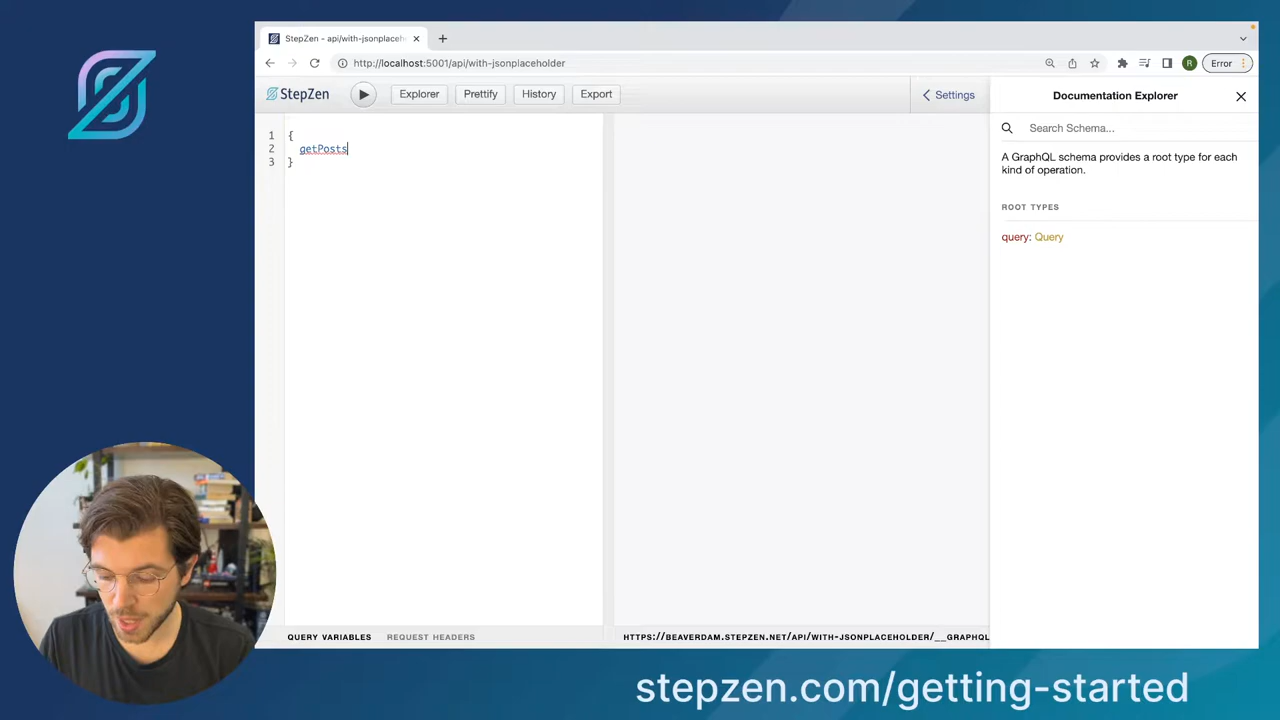 StepZen - api/with-jsonplaceh
http://localhost:5001/api/with-jsonplaceholder
R
Error
StepZen
Explorer
Prettify
History
Export
Settings
Documentation Explorer
1 {
2 getPosts
3 }
Search Schema...
A GraphQL schema provides a root type for each
kind of operation.
ROOT TYPES
query: Query
QUERY VARIABLES
REQUEST HEADERS
HTTPS://BEAVERDAM.STEPZEN.NET/API/WITH-JSONPLACEHOLDER/__GRAPHQL
stepzen.com/getting-started